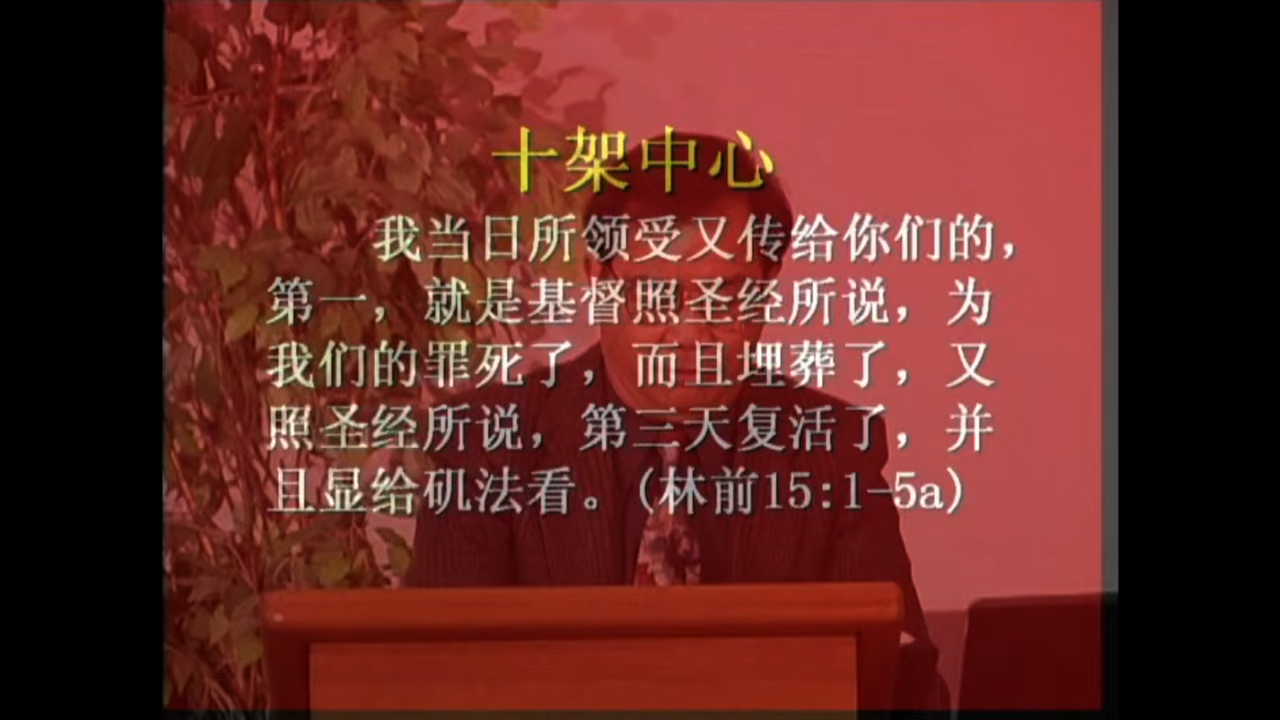 十架中心
我当日所领受又传给你们的，
第一，就是基督照圣经所说，为
我们的罪死了，而且埋葬了，又
照圣经所说，第三天复活了，并
且显给矶法看。(林前15:1-5a)